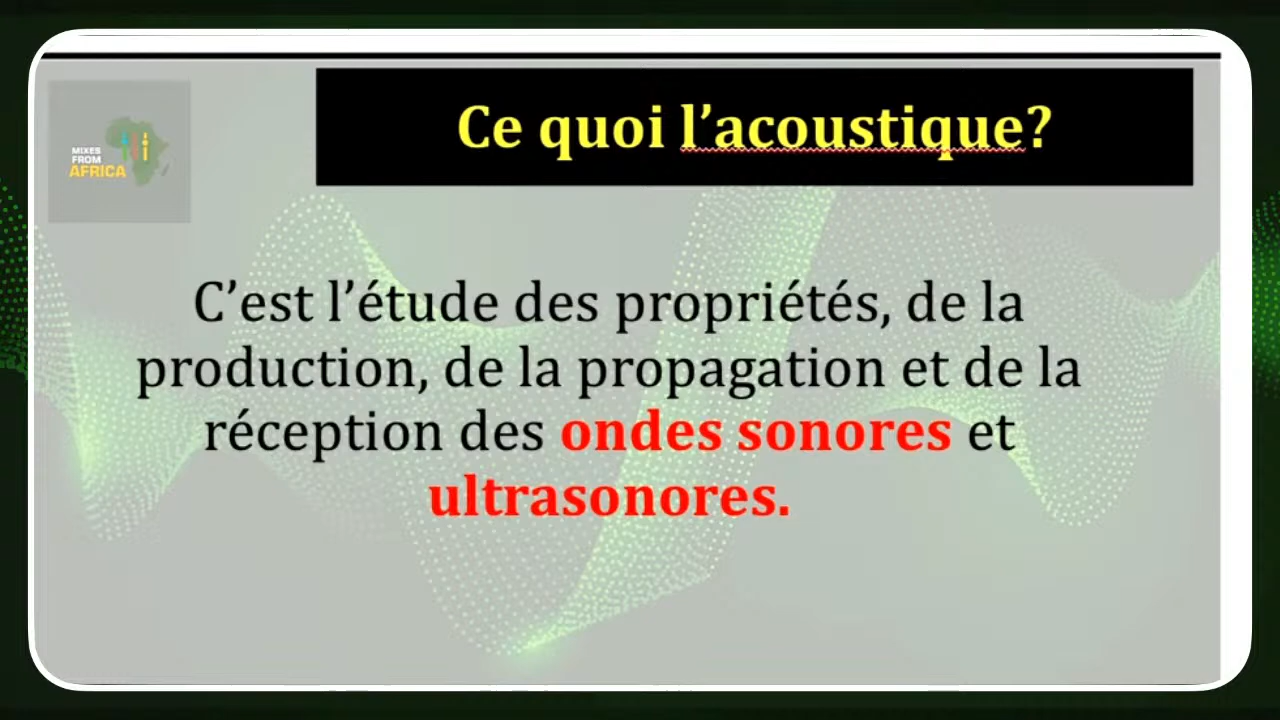 MIXES
FROM
AFRICA
Ce quoi l’acoustique?
C’est l’étude des propriétés, de la
production, de la propagation et de la
réception des ondes sonores et
ultrasonores.